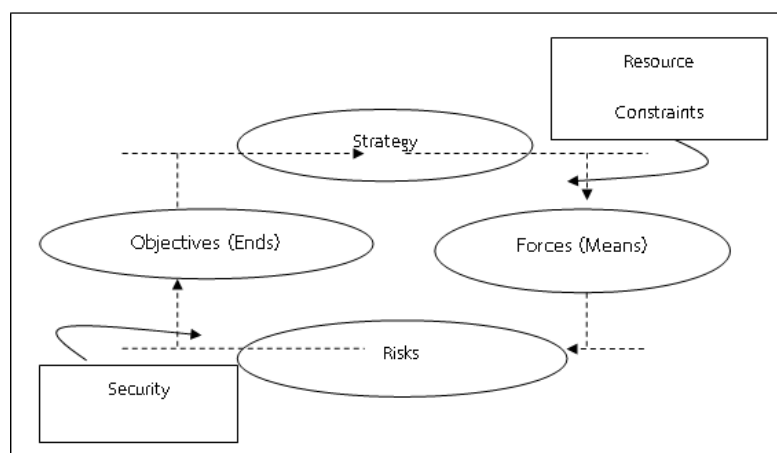 Resource
Constraints
Strategy
Objectives (Ends)
Forces (Means)
Risks
Security